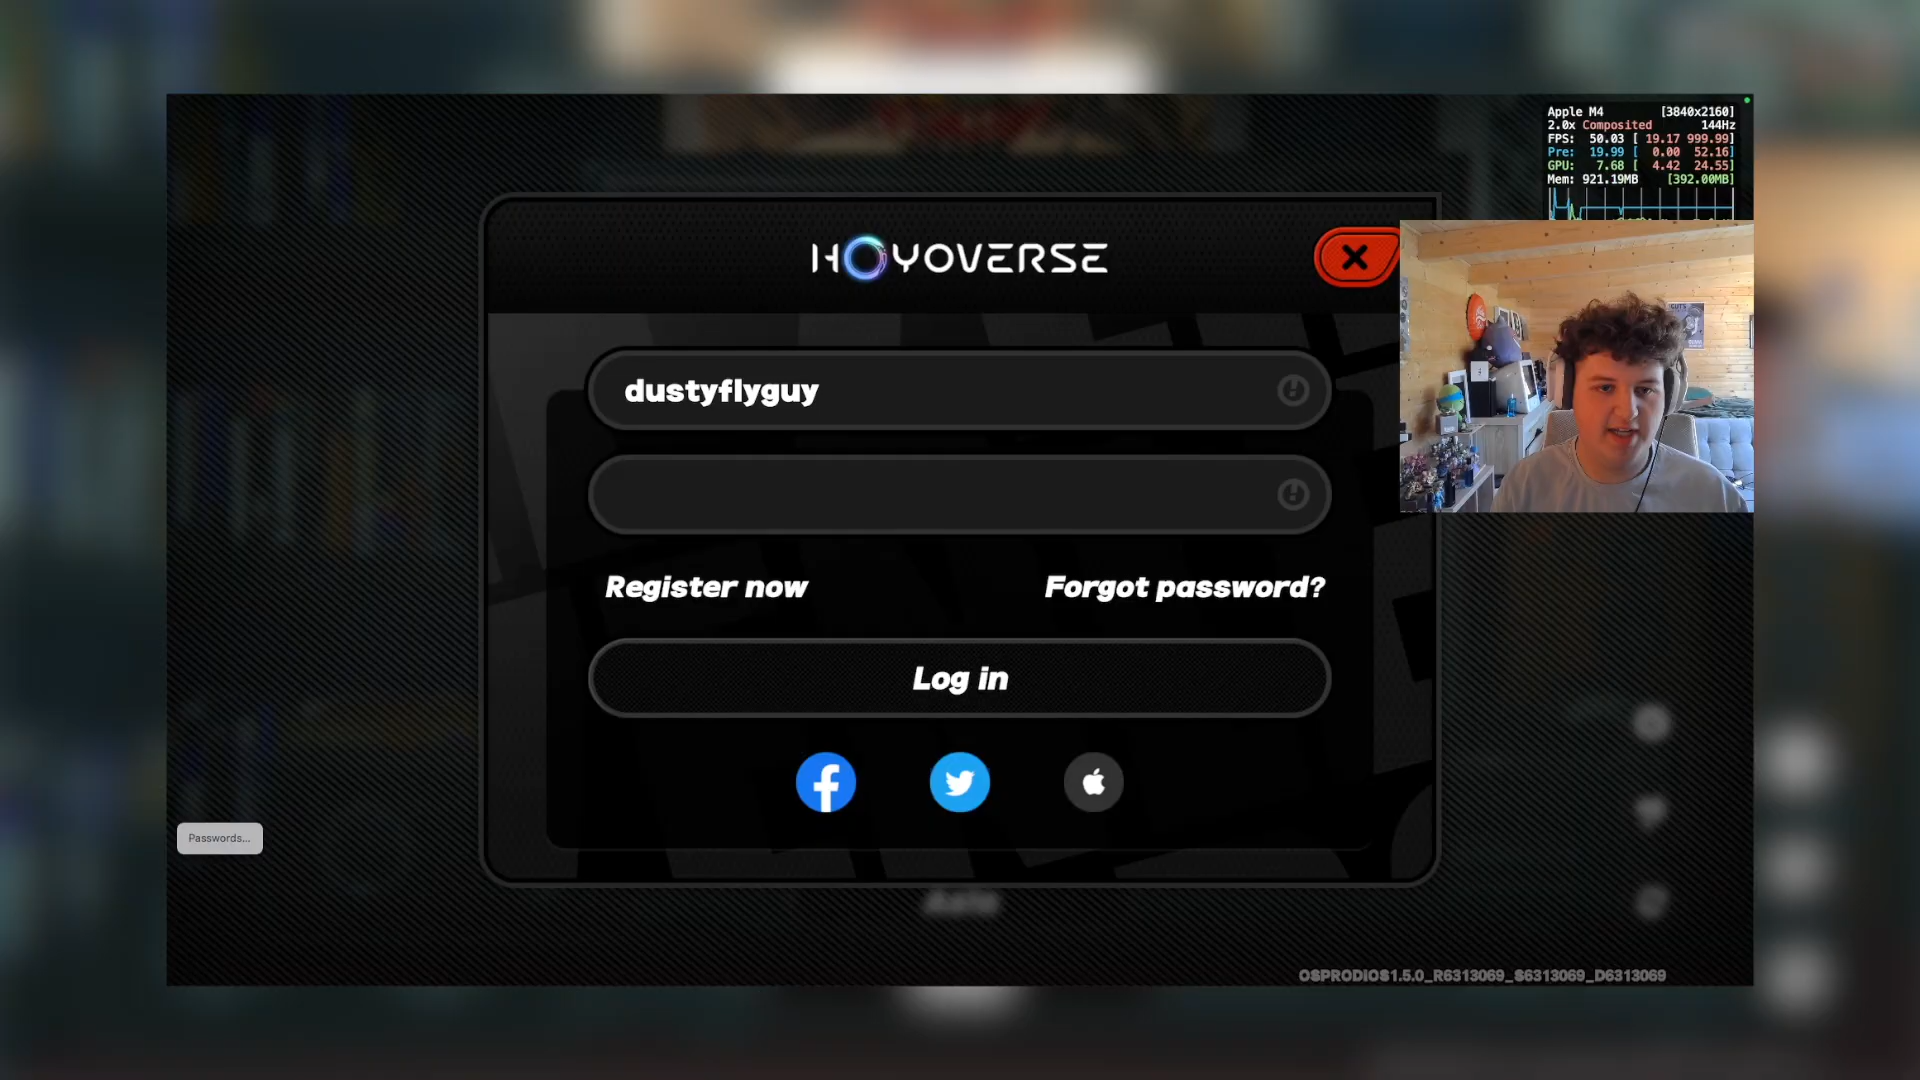 Apple M4 [3840x2160]
2.0x Composited 144Hz
FPS: 50.03 [ 19.17 999.99]
Pre: 19.99 [ 0.00 52.16]
GPU: 7.68 [ 4.42 24.55]
Mem: 921.19MB [392.00MB]
HOYOVERSE
dustyflyguy
Register now Forgot password?
Log in
Passwords...
OSPRODiOS1.5.0_R6313069_S6313069_D6313069